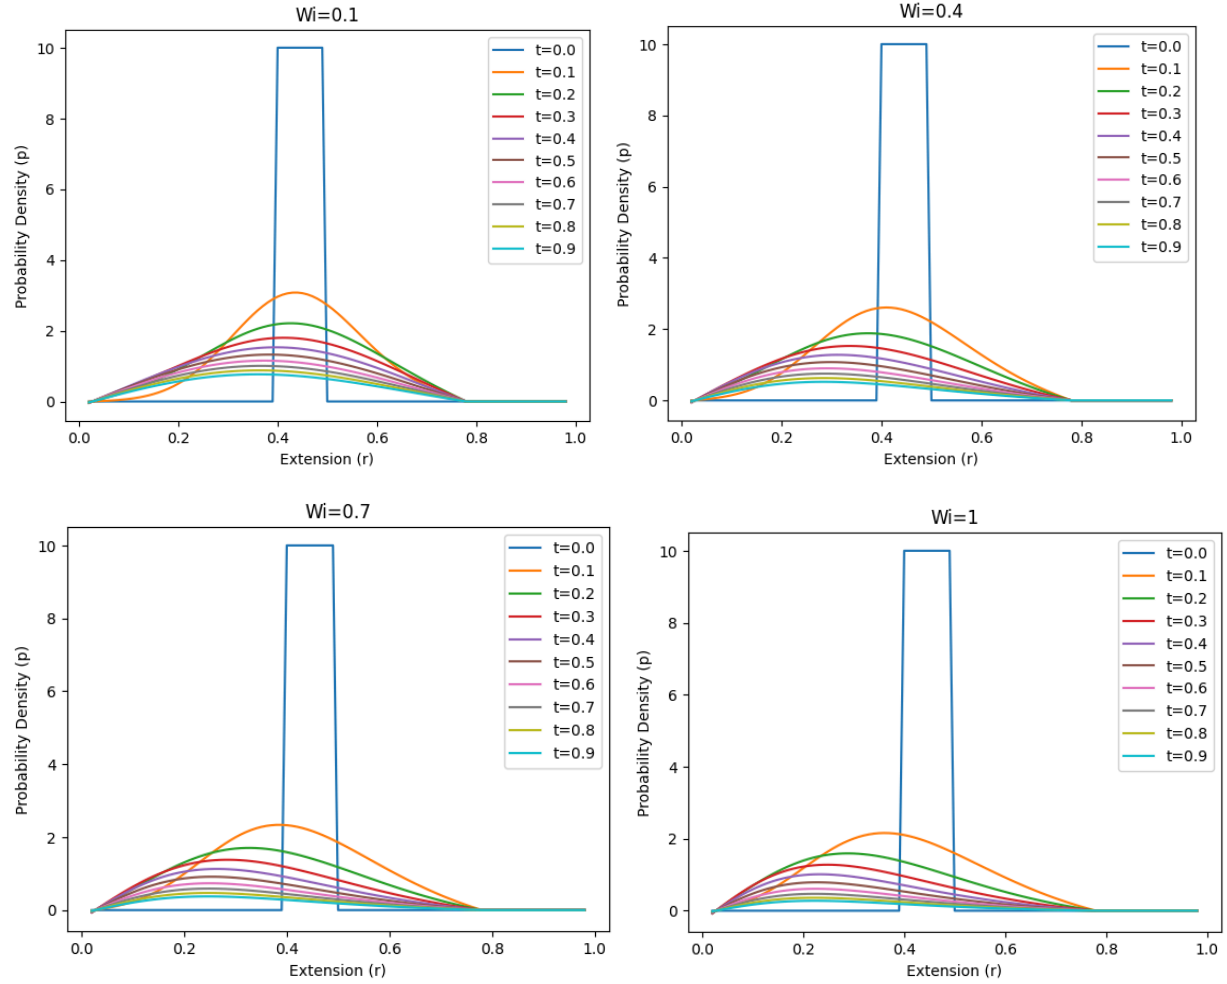 Wi=0.1
Probability Density (p)
10
8
6
4
2
0
t=0.0
t=0.1
t=0.2
t=0.3
t=0.4
t=0.5
t=0.6
t=0.7
t=0.8
t=0.9
0.0 0.2 0.4 0.6 0.8 1.0
Extension (r)
Wi=0.4
Probability Density (p)
10
8
6
4
2
0
t=0.0
t=0.1
t=0.2
t=0.3
t=0.4
t=0.5
t=0.6
t=0.7
t=0.8
t=0.9
0.0 0.2 0.4 0.6 0.8 1.0
Extension (r)
Wi=0.7
Probability Density (p)
10
8
6
4
2
0
t=0.0
t=0.1
t=0.2
t=0.3
t=0.4
t=0.5
t=0.6
t=0.7
t=0.8
t=0.9
0.0 0.2 0.4 0.6 0.8 1.0
Extension (r)
Wi=1
Probability Density (p)
10
8
6
4
2
0
t=0.0
t=0.1
t=0.2
t=0.3
t=0.4
t=0.5
t=0.6
t=0.7
t=0.8
t=0.9
0.0 0.2 0.4 0.6 0.8 1.0
Extension (r)